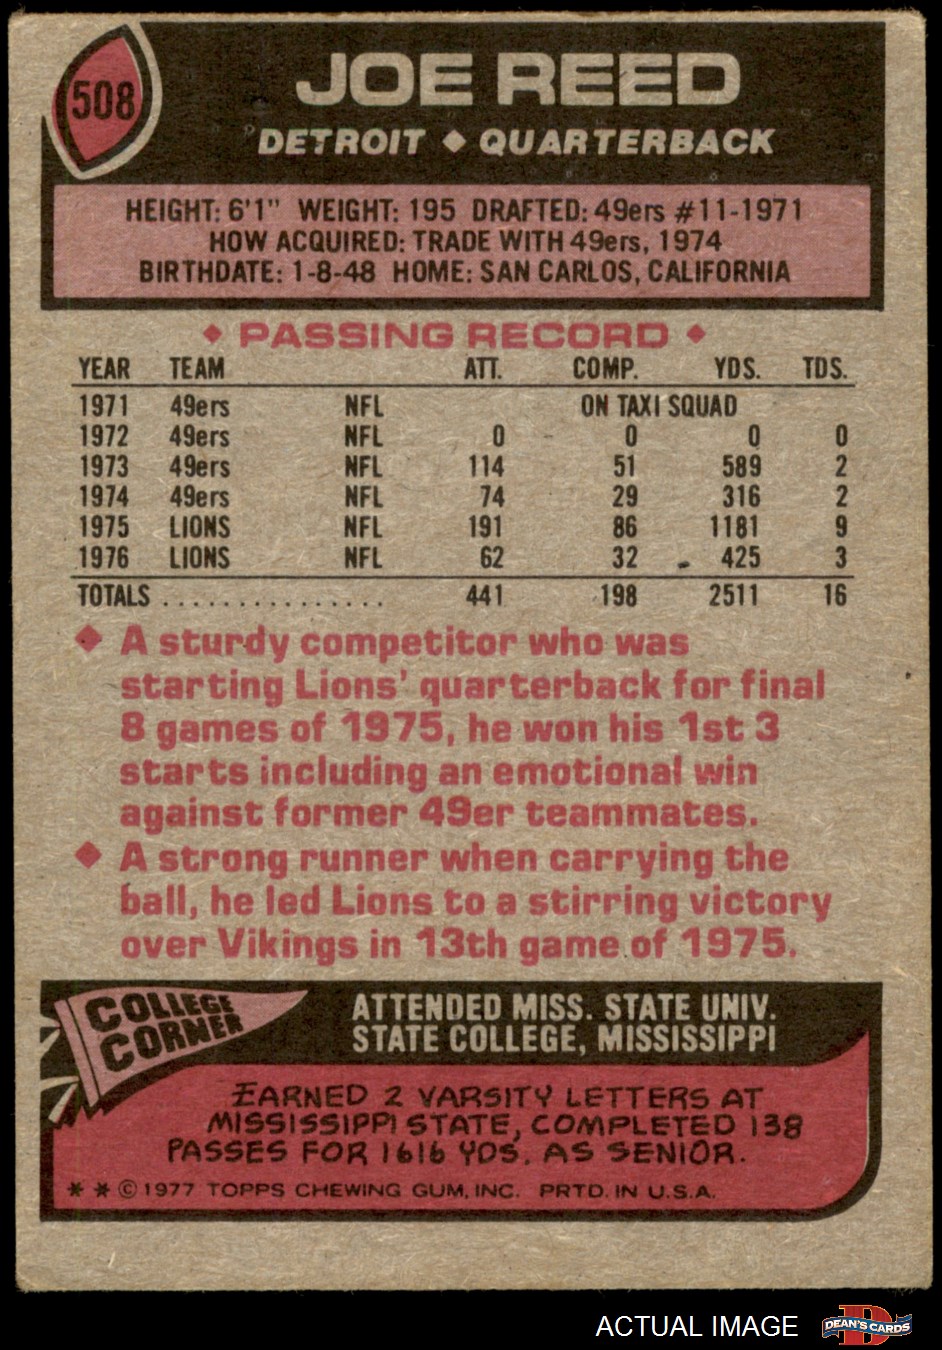 508
JOE REED
DETROIT ◆ QUARTERBACK
HEIGHT: 6'1" WEIGHT: 195 DRAFTED: 49ers #11-1971
HOW ACQUIRED: TRADE WITH 49ers, 1974
BIRTHDATE: 1-8-48 HOME: SAN CARLOS, CALIFORNIA
◆ PASSING RECORD ◆
YEAR TEAM ATT. COMP. YDS. TDS.
1971 49ers NFL ON TAXI SQUAD
1972 49ers NFL 0 0 0 0
1973 49ers NFL 114 51 589 2
1974 49ers NFL 74 29 316 2
1975 LIONS NFL 191 86 1181 9
1976 LIONS NFL 62 32 425 3
TOTALS ................ 441 198 2511 16
◆ A sturdy competitor who was
starting Lions' quarterback for final
8 games of 1975, he won his 1st 3
starts including an emotional win
against former 49er teammates.
◆ A strong runner when carrying the
ball, he led Lions to a stirring victory
over Vikings in 13th game of 1975.
COLLEGE
CORNER
ATTENDED MISS. STATE UNIV.
STATE COLLEGE, MISSISSIPPI
EARNED 2 VARSITY LETTERS AT
MISSISSIPPI STATE, COMPLETED 138
PASSES FOR 1616 YDS. AS SENIOR.
* * © 1977 TOPPS CHEWING GUM, INC. PRTD. IN U.S.A.
ACTUAL IMAGE
D
DEAN'S CARDS